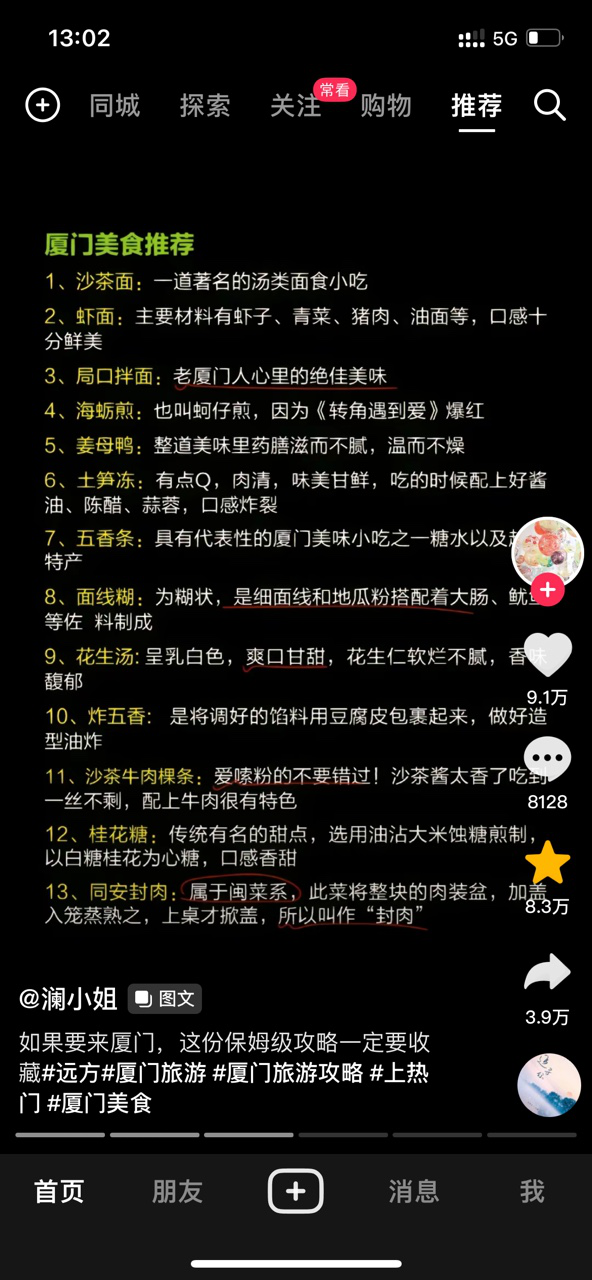 13:02
5G
同城
探索
关注
常看
购物
推荐
厦门美食推荐
1、沙茶面：一道著名的汤类面食小吃
2、虾面：主要材料有虾子、青菜、猪肉、油面等，口感十
分鲜美
3、局口拌面：老厦门人心里的绝佳美味
4、海蛎煎：也叫蚵仔煎，因为《转角遇到爱》爆红
5、姜母鸭：整道美味里药膳滋而不腻，温而不燥
6、土笋冻：有点Q，肉清，味美甘鲜，吃的时候配上好酱
油、陈醋、蒜蓉，口感炸裂
7、五香条：具有代表性的厦门美味小吃之一糖水以及
特产
8、面线糊：为糊状，是细面线和地瓜粉搭配着大肠、鱿
等佐 料制成
9、花生汤: 呈乳白色，爽口甘甜，花生仁软烂不腻，香味
馥郁
10、炸五香： 是将调好的馅料用豆腐皮包裹起来，做好造
型油炸
11、沙茶牛肉粿条：爱嗦粉的不要错过！沙茶酱太香了吃到
一丝不剩，配上牛肉很有特色
12、桂花糖：传统有名的甜点，选用油沾大米蚀糖煎制，
以白糖桂花为心糖，口感香甜
13、同安封肉：属于闽菜系，此菜将整块的肉装盆，加盖
入笼蒸熟之，上桌才掀盖，所以叫作“封肉”
9.1万
8128
8.3万
3.9万
@澜小姐
图文
如果要来厦门，这份保姆级攻略一定要收
藏#远方#厦门旅游 #厦门旅游攻略 #上热
门 #厦门美食
首页
朋友
消息
我